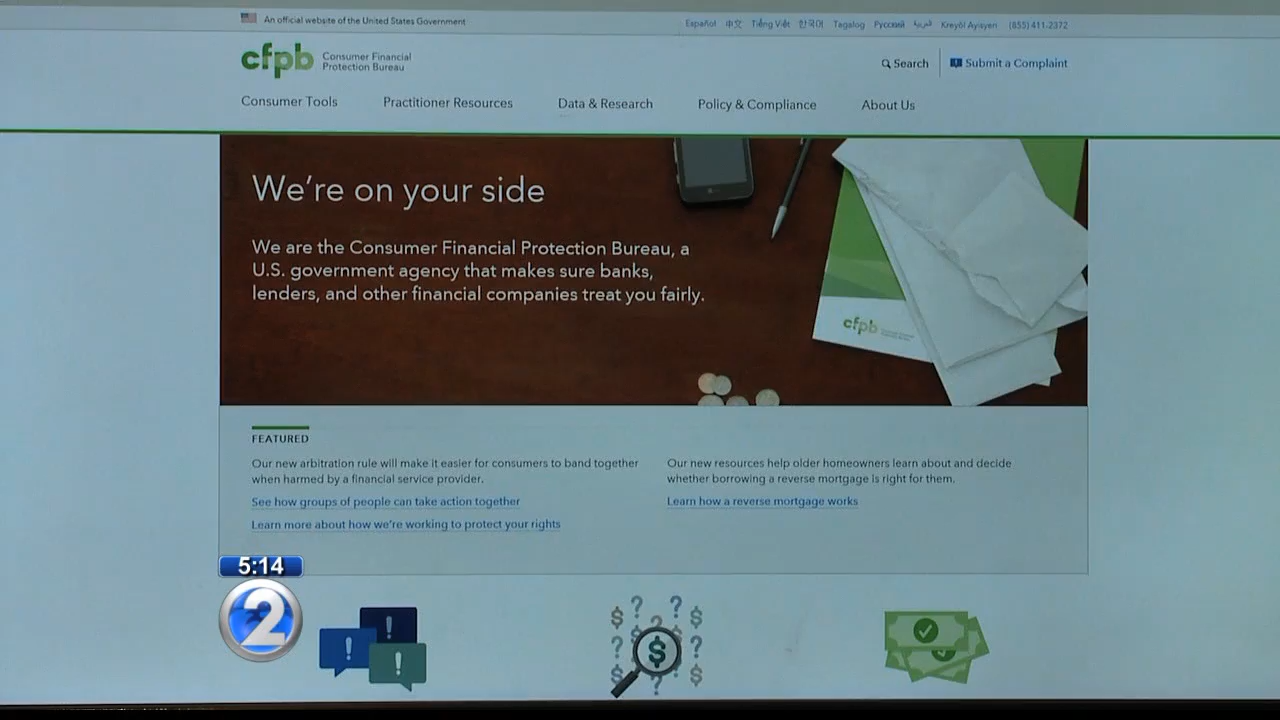 An official website of the United States Government
Español 中文 Tiếng Việt 한국어 Tagalog Русский العربية Kreyòl Ayisyen (855) 411-2372
cfpb Consumer Financial
Protection Bureau
Search Submit a Complaint
Consumer Tools Practitioner Resources Data & Research Policy & Compliance About Us
We're on your side
We are the Consumer Financial Protection Bureau, a
U.S. government agency that makes sure banks,
lenders, and other financial companies treat you fairly.
cfpb
FEATURED
Our new arbitration rule will make it easier for consumers to band together
when harmed by a financial service provider.
See how groups of people can take action together
Learn more about how we're working to protect your rights
Our new resources help older homeowners learn about and decide
whether borrowing a reverse mortgage is right for them.
Learn how a reverse mortgage works
5:14
2